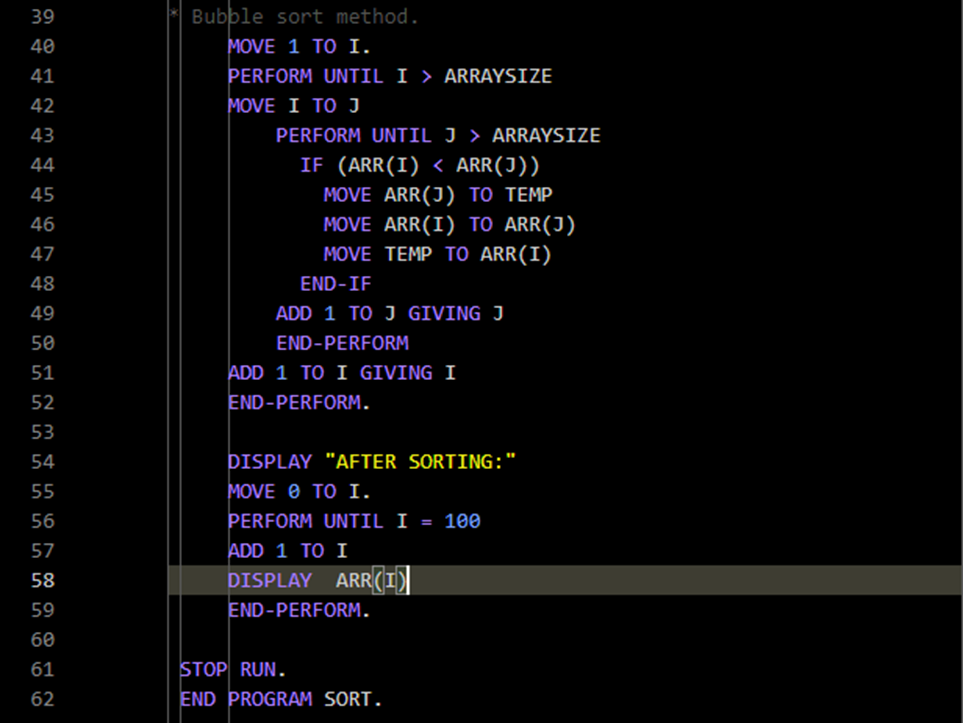 39 * Bubble sort method.
40 MOVE 1 TO I.
41 PERFORM UNTIL I > ARRAYSIZE
42 MOVE I TO J
43 PERFORM UNTIL J > ARRAYSIZE
44 IF (ARR(I) < ARR(J))
45 MOVE ARR(J) TO TEMP
46 MOVE ARR(I) TO ARR(J)
47 MOVE TEMP TO ARR(I)
48 END-IF
49 ADD 1 TO J GIVING J
50 END-PERFORM
51 ADD 1 TO I GIVING I
52 END-PERFORM.
53
54 DISPLAY "AFTER SORTING:"
55 MOVE 0 TO I.
56 PERFORM UNTIL I = 100
57 ADD 1 TO I
58 DISPLAY  ARR(I)
59 END-PERFORM.
60
61 STOP RUN.
62 END PROGRAM SORT.